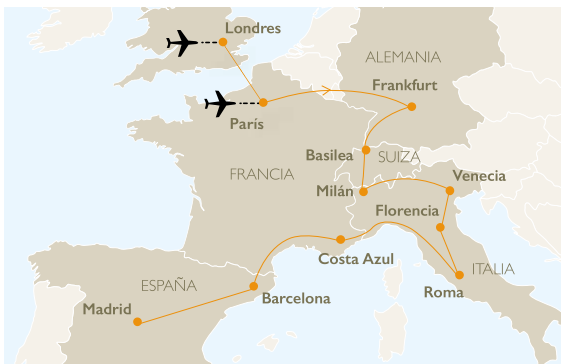 Londres
ALEMANIA
Frankfurt
París
Basilea
SUIZA
FRANCIA
Venecia
Milán
Florencia
Costa Azul
ITALIA
ESPAÑA
Roma
Barcelona
Madrid